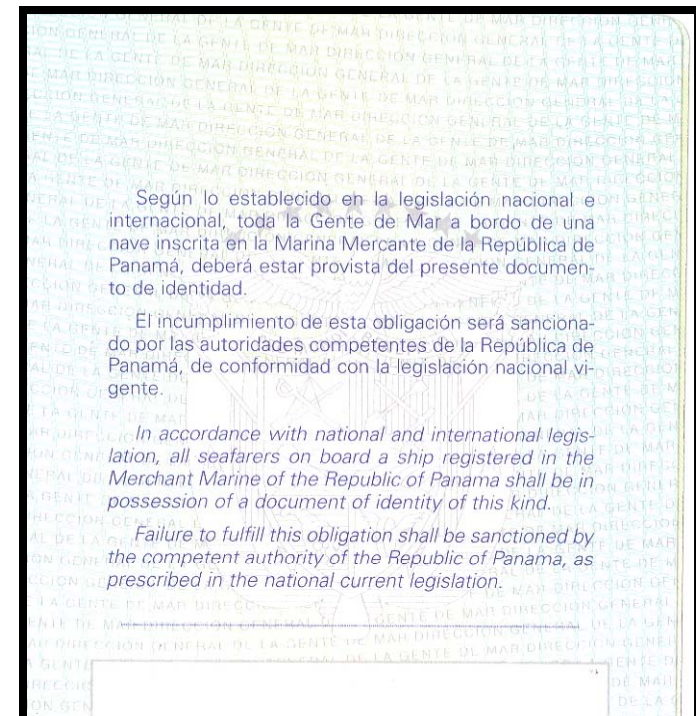 Según lo establecido en la legislación nacional e
internacional, toda la Gente de Mar a bordo de una
nave inscrita en la Marina Mercante de la República de
Panamá, deberá estar provista del presente documen-
to de identidad.
El incumplimiento de esta obligación será sanciona-
do por las autoridades competentes de la República de
Panamá, de conformidad con la legislación nacional vi-
gente.
In accordance with national and international legis-
lation, all seafarers on board a ship registered in the
Merchant Marine of the Republic of Panama shall be in
possession of a document of identity of this kind.
Failure to fulfill this obligation shall be sanctioned by
the competent authority of the Republic of Panama, as
prescribed in the national current legislation.